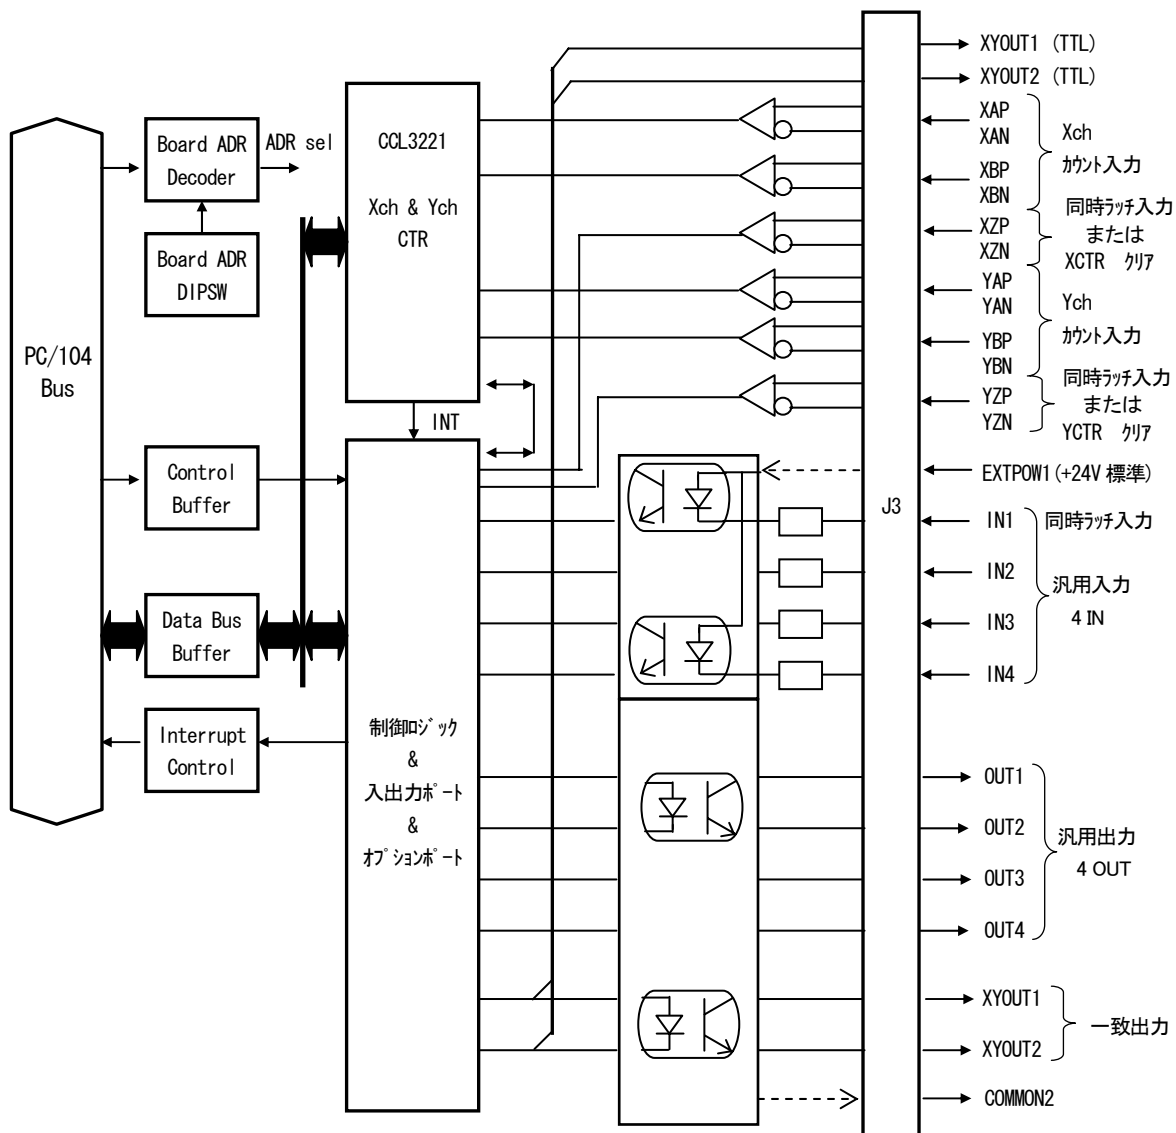 PC/104
Bus
Board ADR
Decoder
ADR sel
Board ADR
DIPSW
Control
Buffer
Data Bus
Buffer
Interrupt
Control
CCL3221
Xch & Ych
CTR
INT
制御ロジック
&
入出力ポート
&
オプションポート
J3
XYOUT1 (TTL)
XYOUT2 (TTL)
XAP
XAN
XBP
XBN
Xch
カウント入力
XZP
XZN
同時ラッチ入力
または
XCTR クリア
YAP
YAN
YBP
YBN
Ych
カウント入力
YZP
YZN
同時ラッチ入力
または
YCTR クリア
EXTPOW1 (+24V 標準)
IN1 同時ラッチ入力
IN2
IN3
IN4
汎用入力
4 IN
OUT1
OUT2
OUT3
OUT4
汎用出力
4 OUT
XYOUT1
XYOUT2
一致出力
COMMON2